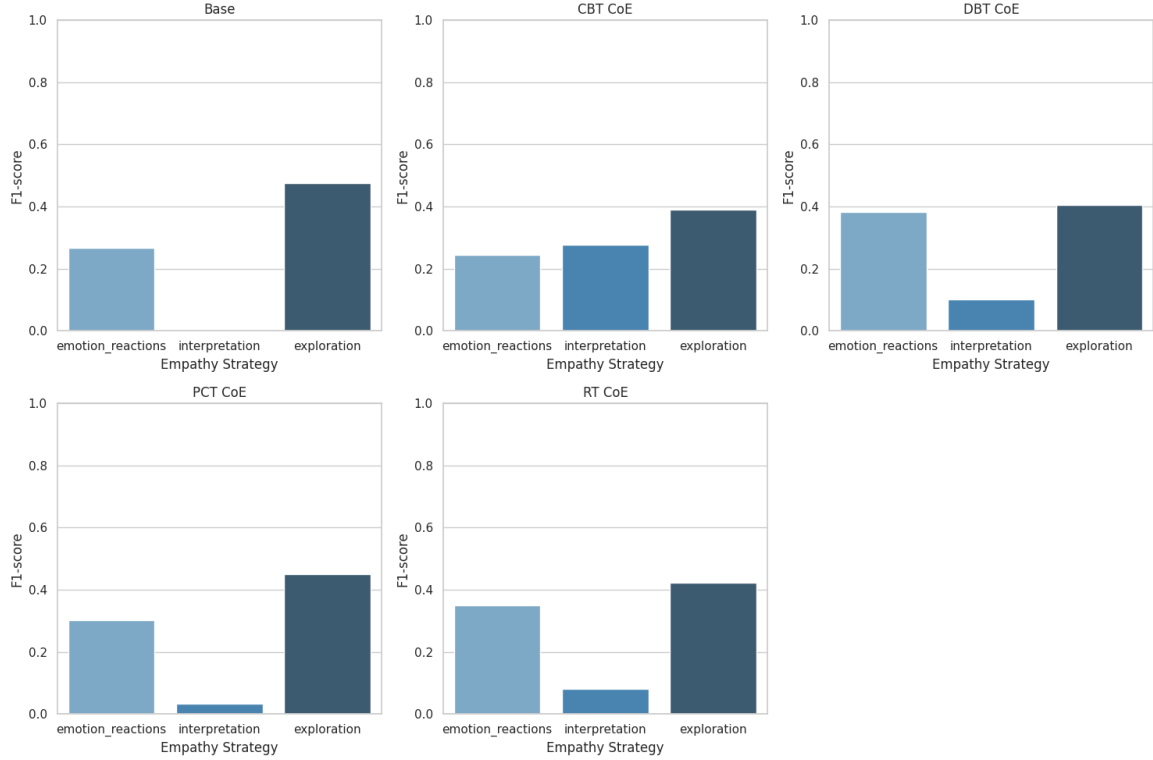 Base
1.0
0.8
0.6
0.4
0.2
0.0
F1-score
emotion_reactions interpretation exploration
Empathy Strategy
CBT CoE
1.0
0.8
0.6
0.4
0.2
0.0
F1-score
emotion_reactions interpretation exploration
Empathy Strategy
DBT CoE
1.0
0.8
0.6
0.4
0.2
0.0
F1-score
emotion_reactions interpretation exploration
Empathy Strategy
PCT CoE
1.0
0.8
0.6
0.4
0.2
0.0
F1-score
emotion_reactions interpretation exploration
Empathy Strategy
RT CoE
1.0
0.8
0.6
0.4
0.2
0.0
F1-score
emotion_reactions interpretation exploration
Empathy Strategy